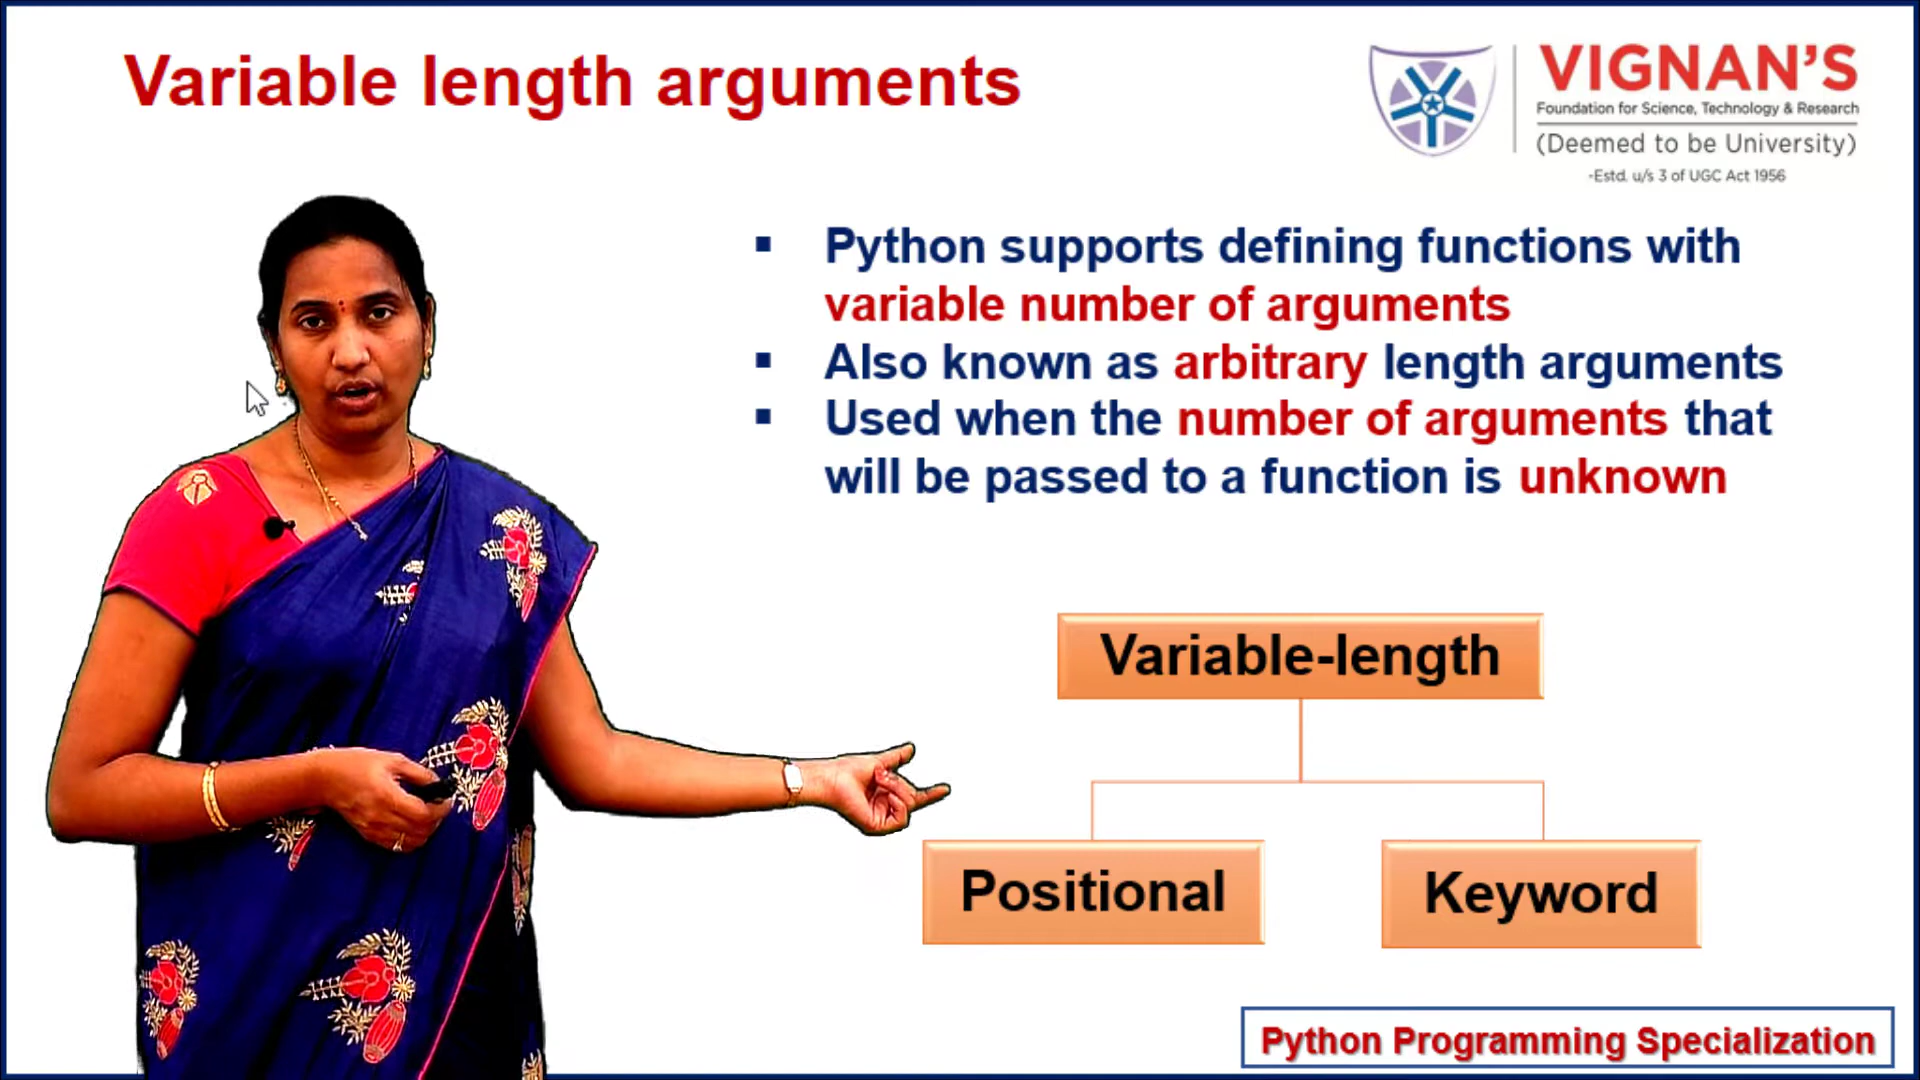 Variable length arguments
VIGNAN'S
Foundation for Science, Technology & Research
(Deemed to be University)
-Estd. u/s 3 of UGC Act 1956
▪ Python supports defining functions with
variable number of arguments
▪ Also known as arbitrary length arguments
▪ Used when the number of arguments that
will be passed to a function is unknown
Variable-length
Positional
Keyword
Python Programming Specialization